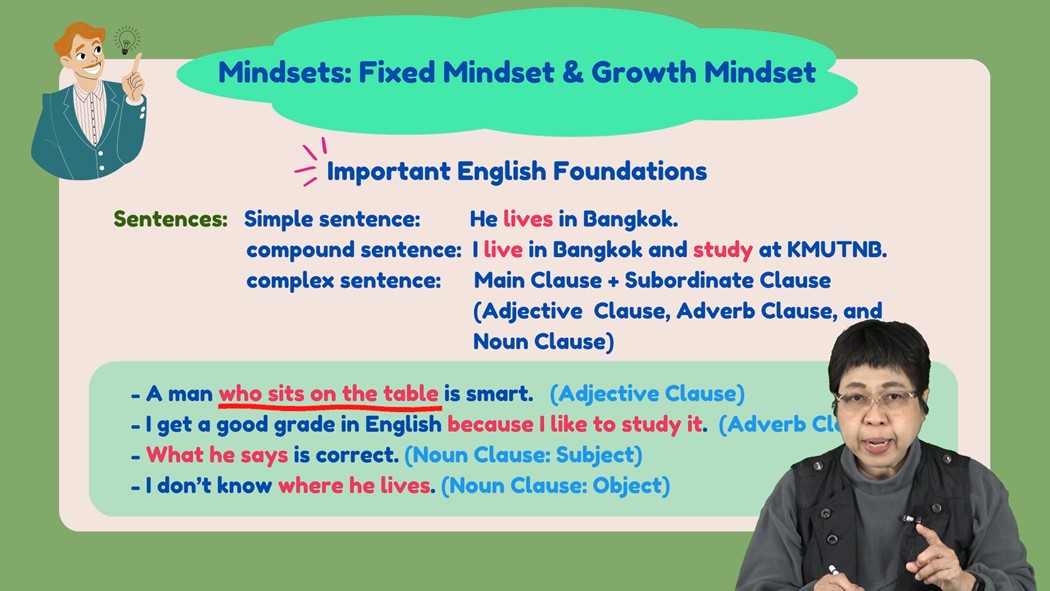 Mindsets: Fixed Mindset & Growth Mindset
Important English Foundations
Sentences: Simple sentence: He lives in Bangkok.
compound sentence: I live in Bangkok and study at KMUTNB.
complex sentence: Main Clause + Subordinate Clause
(Adjective Clause, Adverb Clause, and
Noun Clause)
- A man who sits on the table is smart. (Adjective Clause)
- I get a good grade in English because I like to study it. (Adverb
- What he says is correct. (Noun Clause: Subject)
- I don't know where he lives. (Noun Clause: Object)